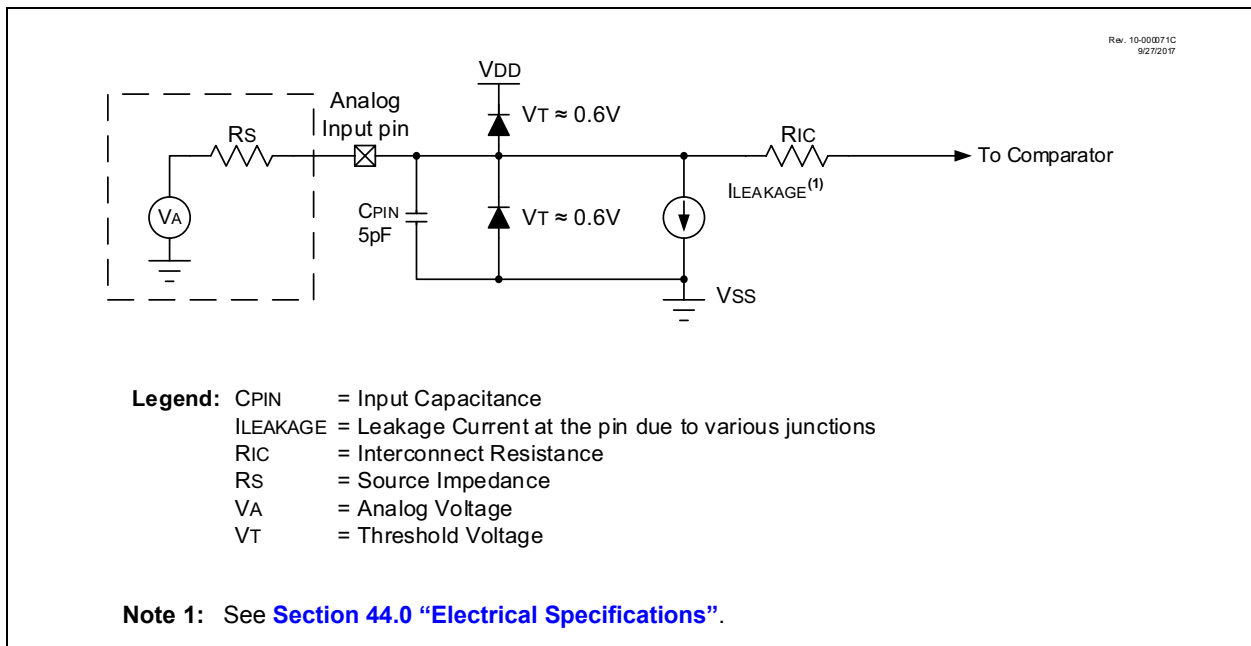 Rev. 10-000071C
9/27/2017
VDD
Analog
Input pin
VT ≈ 0.6V
RS
RIC
To Comparator
ILEAKAGE(1)
VA
CPIN
5pF
VT ≈ 0.6V
VSS
Legend: CPIN = Input Capacitance
ILEAKAGE = Leakage Current at the pin due to various junctions
RIC = Interconnect Resistance
RS = Source Impedance
VA = Analog Voltage
VT = Threshold Voltage
Note 1: See Section 44.0 “Electrical Specifications”.